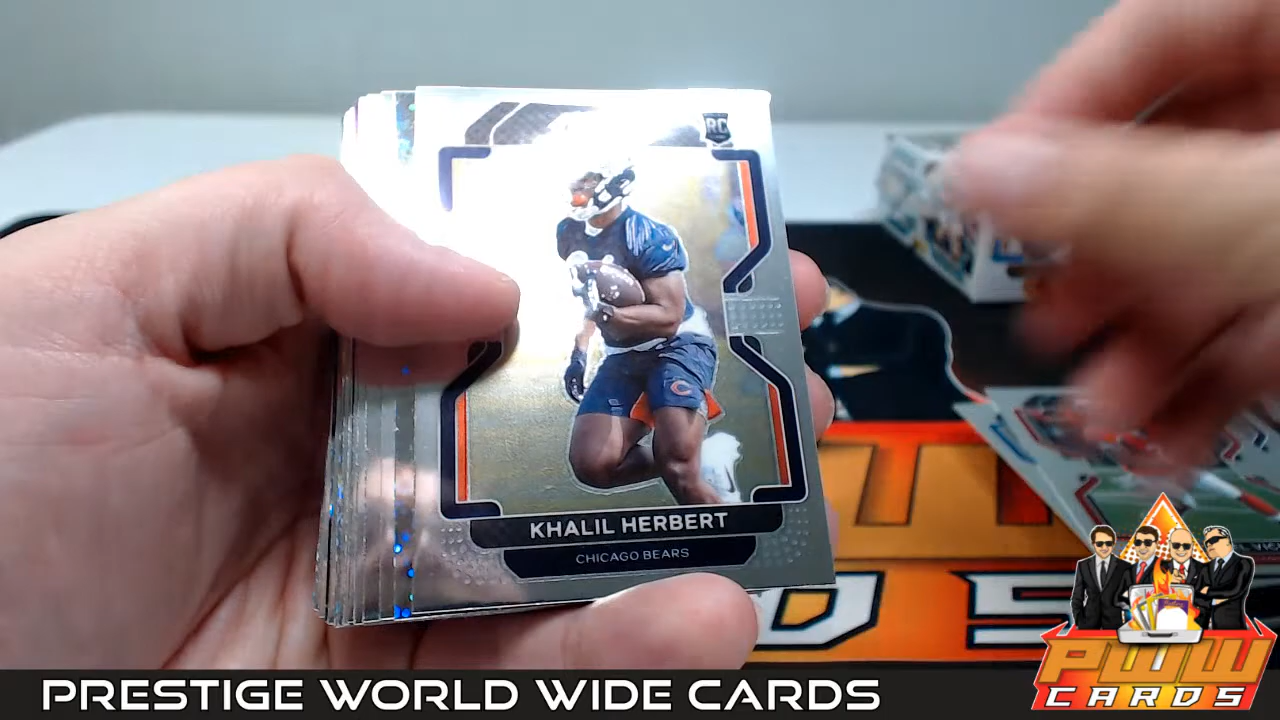 RC
KHALIL HERBERT
CHICAGO BEARS
PWW
CARDS
PRESTIGE WORLD WIDE CARDS